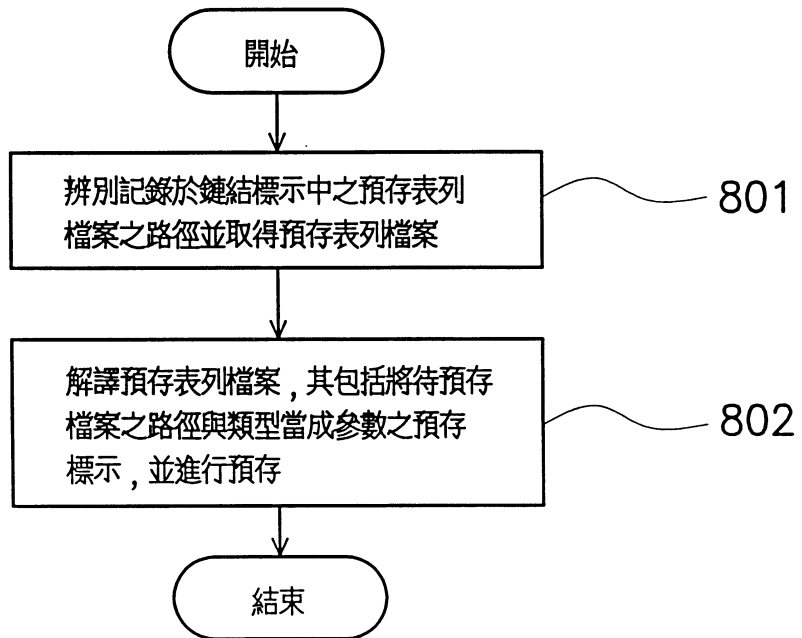 開始
辨別記錄於鏈結標示中之預存表列
檔案之路徑並取得預存表列檔案
801
解譯預存表列檔案,其包括將待預存
檔案之路徑與類型當成參數之預存
標示,並進行預存
802
結束